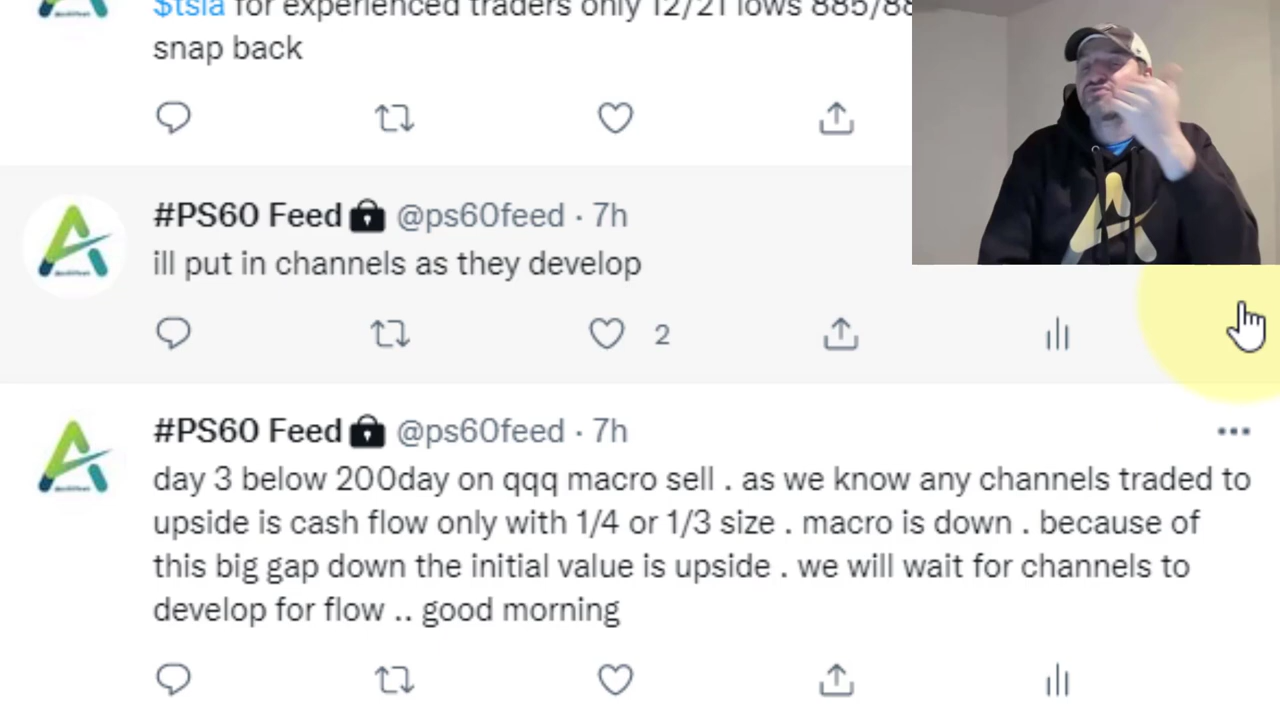 $tsla for experienced traders only 12/21 lows 885/88
snap back
#PS60 Feed @ps60feed · 7h
ill put in channels as they develop
2
#PS60 Feed @ps60feed · 7h
day 3 below 200day on qqq macro sell . as we know any channels traded to
upside is cash flow only with 1/4 or 1/3 size . macro is down . because of
this big gap down the initial value is upside . we will wait for channels to
develop for flow .. good morning